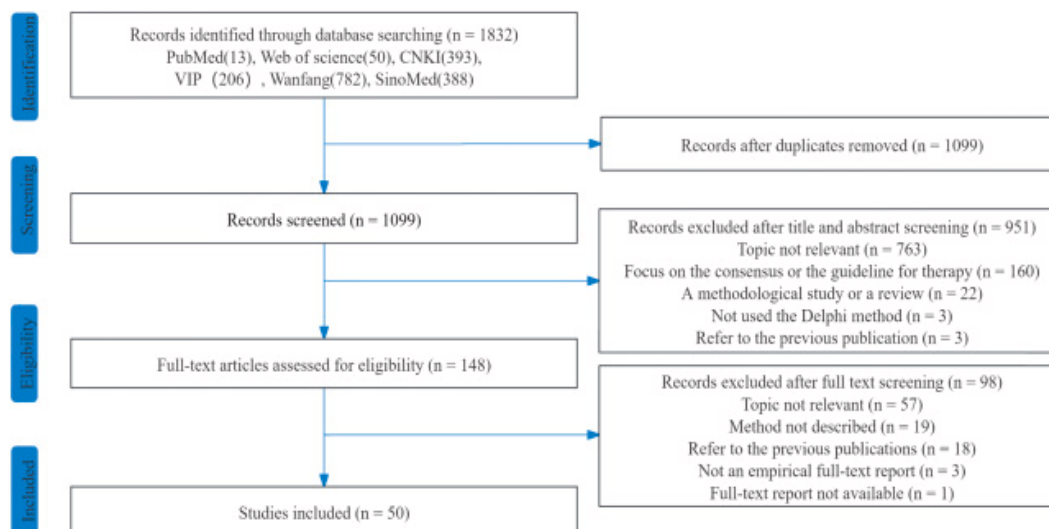 Identification
Records identified through database searching (n = 1832)
PubMed(13), Web of science(50), CNKI(393),
VIP（206）, Wanfang(782), SinoMed(388)
Records after duplicates removed (n = 1099)
Screening
Records screened (n = 1099)
Records excluded after title and abstract screening (n = 951)
Topic not relevant (n = 763)
Focus on the consensus or the guideline for therapy (n = 160)
A methodological study or a review (n = 22)
Not used the Delphi method (n = 3)
Refer to the previous publication (n = 3)
Eligibility
Full-text articles assessed for eligibility (n = 148)
Records excluded after full text screening (n = 98)
Topic not relevant (n = 57)
Method not described (n = 19)
Refer to the previous publications (n = 18)
Not an empirical full-text report (n = 3)
Full-text report not available (n = 1)
Included
Studies included (n = 50)